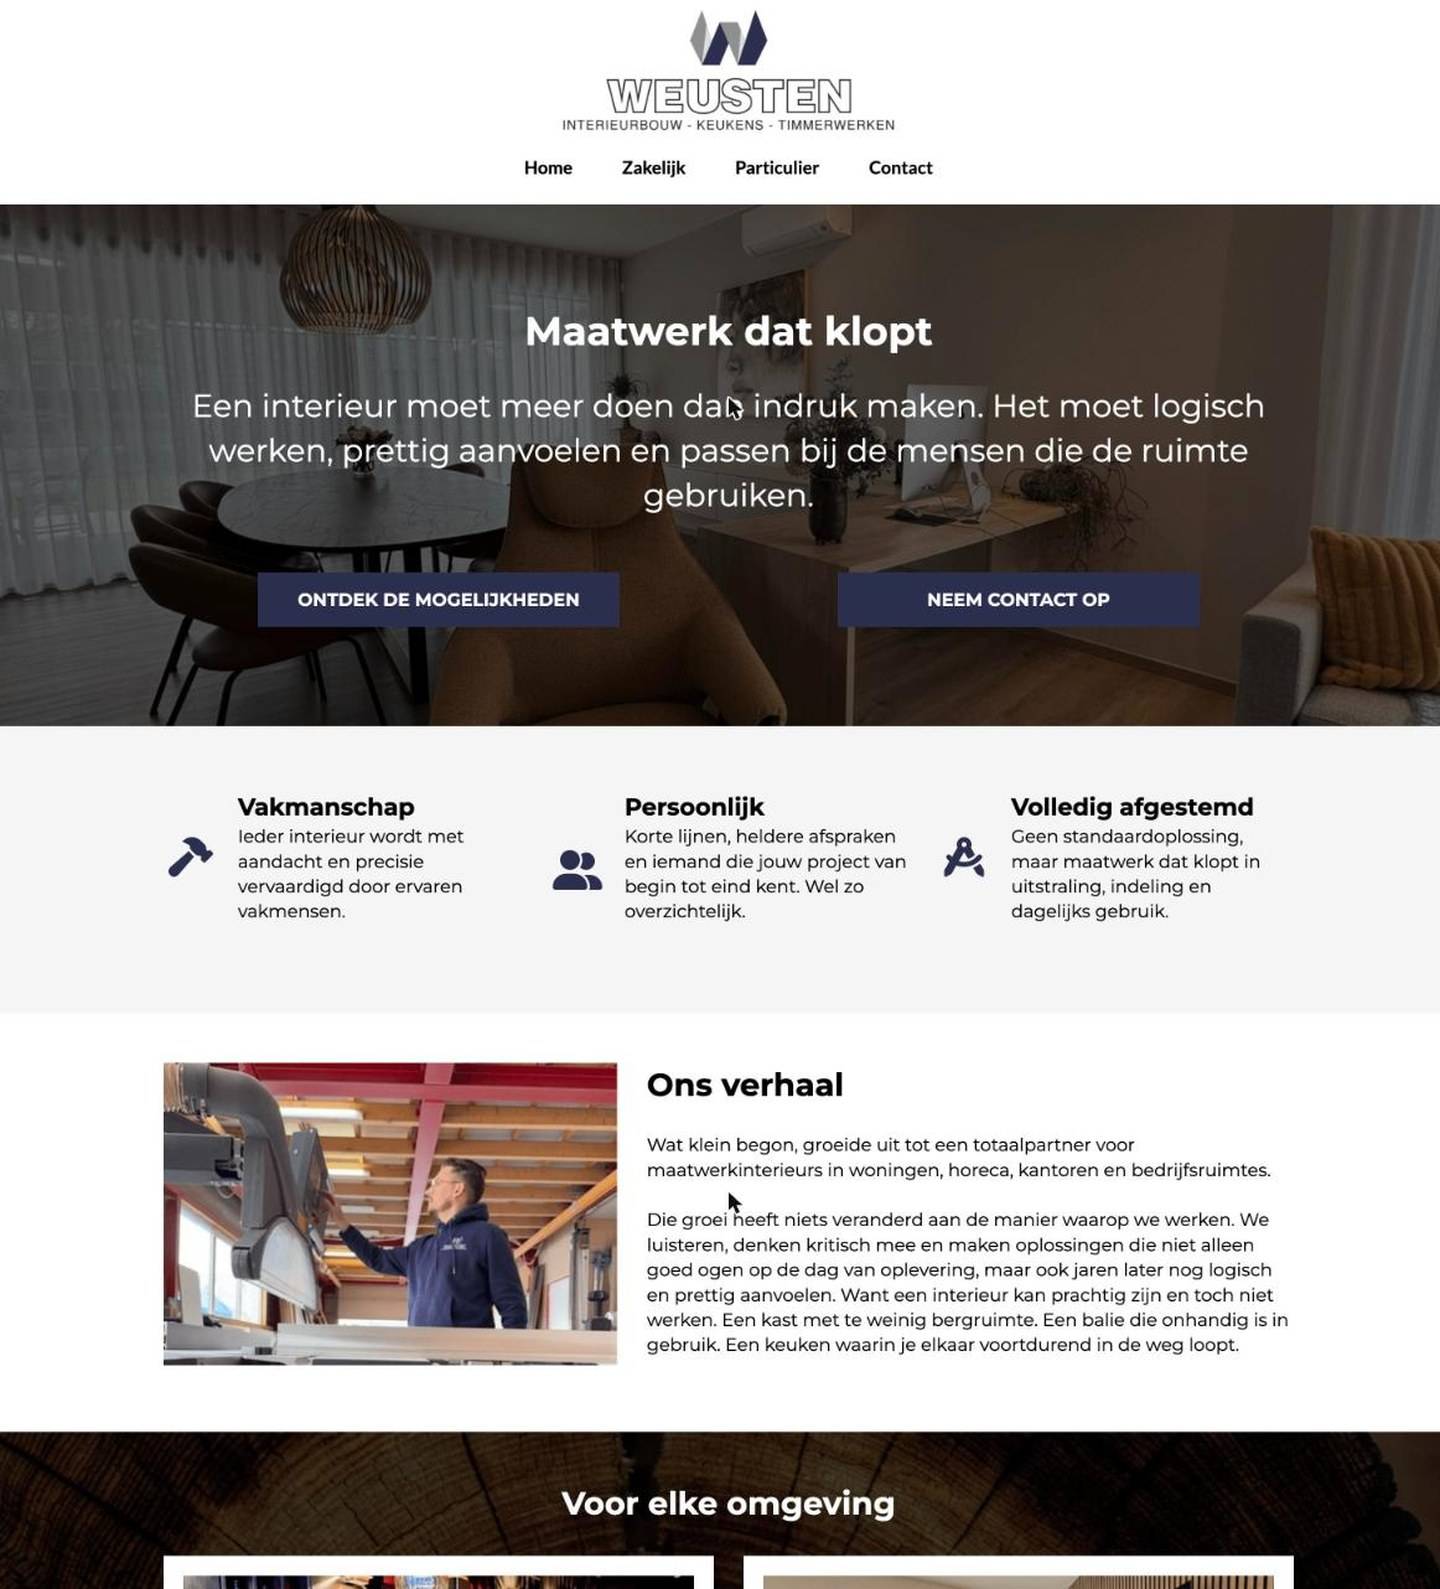 WEUSTEN
INTERIEURBOUW - KEUKENS - TIMMERWERKEN
Home Zakelijk Particulier Contact
Maatwerk dat klopt
Een interieur moet meer doen dan indruk maken. Het moet logisch
werken, prettig aanvoelen en passen bij de mensen die de ruimte
gebruiken.
ONTDEK DE MOGELIJKHEDEN
NEEM CONTACT OP
Vakmanschap
Ieder interieur wordt met
aandacht en precisie
vervaardigd door ervaren
vakmensen.
Persoonlijk
Korte lijnen, heldere afspraken
en iemand die jouw project van
begin tot eind kent. Wel zo
overzichtelijk.
Volledig afgestemd
Geen standaardoplossing,
maar maatwerk dat klopt in
uitstraling, indeling en
dagelijks gebruik.
Ons verhaal
Wat klein begon, groeide uit tot een totaalpartner voor
maatwerkinterieurs in woningen, horeca, kantoren en bedrijfsruimtes.
Die groei heeft niets veranderd aan de manier waarop we werken. We
luisteren, denken kritisch mee en maken oplossingen die niet alleen
goed ogen op de dag van oplevering, maar ook jaren later nog logisch
en prettig aanvoelen. Want een interieur kan prachtig zijn en toch niet
werken. Een kast met te weinig bergruimte. Een balie die onhandig is in
gebruik. Een keuken waarin je elkaar voortdurend in de weg loopt.
Voor elke omgeving